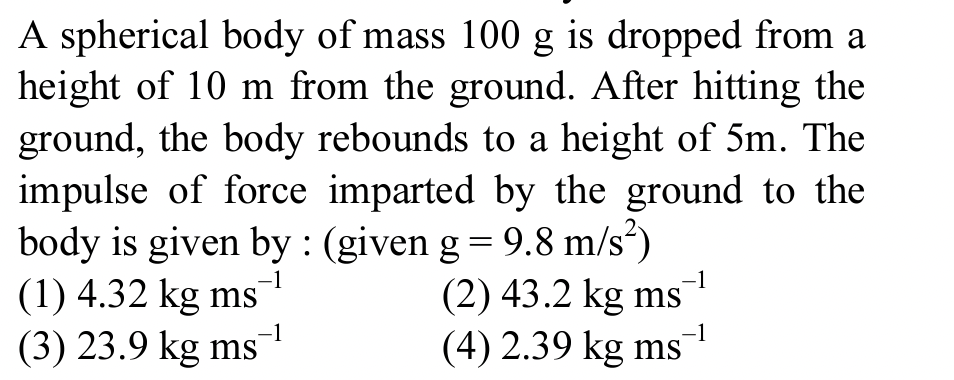 A spherical body of mass 100 g is dropped from a
height of 10 m from the ground. After hitting the
ground, the body rebounds to a height of 5m. The
impulse of force imparted by the ground to the
body is given by : (given g = 9.8 m/s²)
(1) 4.32 kg ms⁻¹ (2) 43.2 kg ms⁻¹
(3) 23.9 kg ms⁻¹ (4) 2.39 kg ms⁻¹